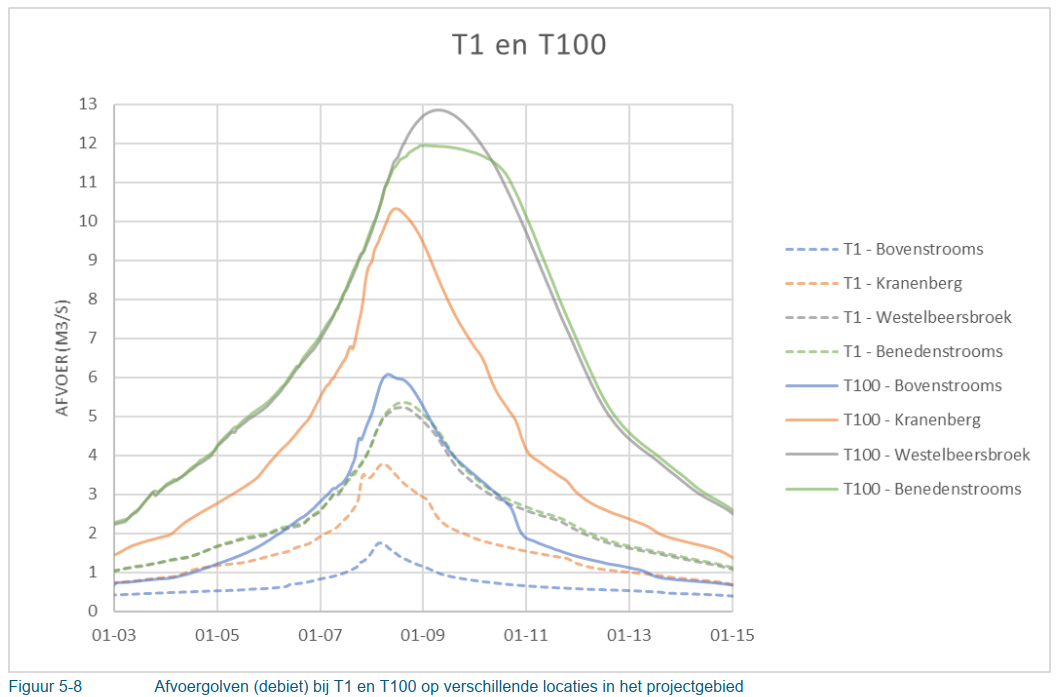 T1 en T100
13
12
11
10
9
8
7
6
5
4
3
2
1
0
AFVOER (M3/S)
01-03 01-05 01-07 01-09 01-11 01-13 01-15
T1 - Bovenstrooms
T1 - Kranenberg
T1 - Westelbeersbroek
T1 - Benedenstrooms
T100 - Bovenstrooms
T100 - Kranenberg
T100 - Westelbeersbroek
T100 - Benedenstrooms
Figuur 5-8 Afvoergolven (debiet) bij T1 en T100 op verschillende locaties in het projectgebied